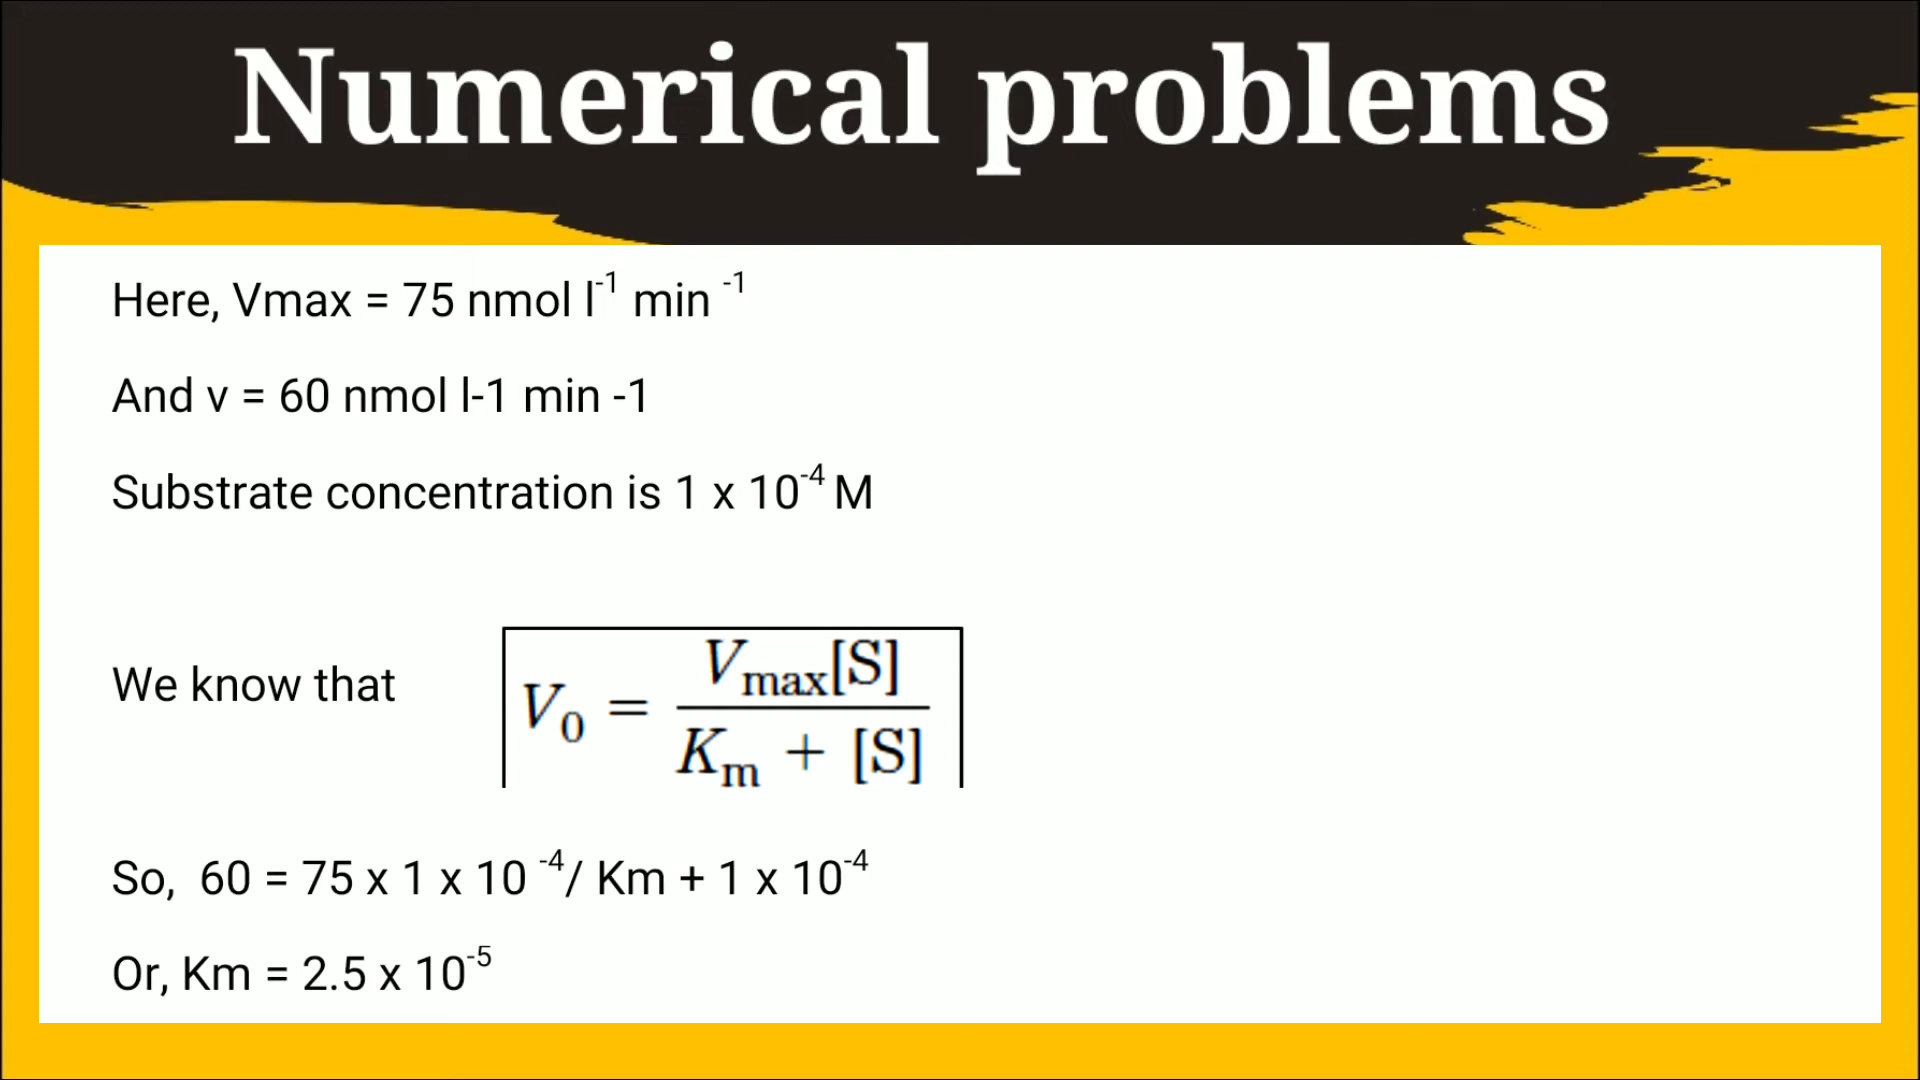 Numerical problems
Here, Vmax = 75 nmol l⁻¹ min ⁻¹
And v = 60 nmol l-1 min -1
Substrate concentration is 1 x 10⁻⁴ M
We know that V₀ = Vmax[S] / Km + [S]
So, 60 = 75 x 1 x 10 ⁻⁴/ Km + 1 x 10⁻⁴
Or, Km = 2.5 x 10⁻⁵